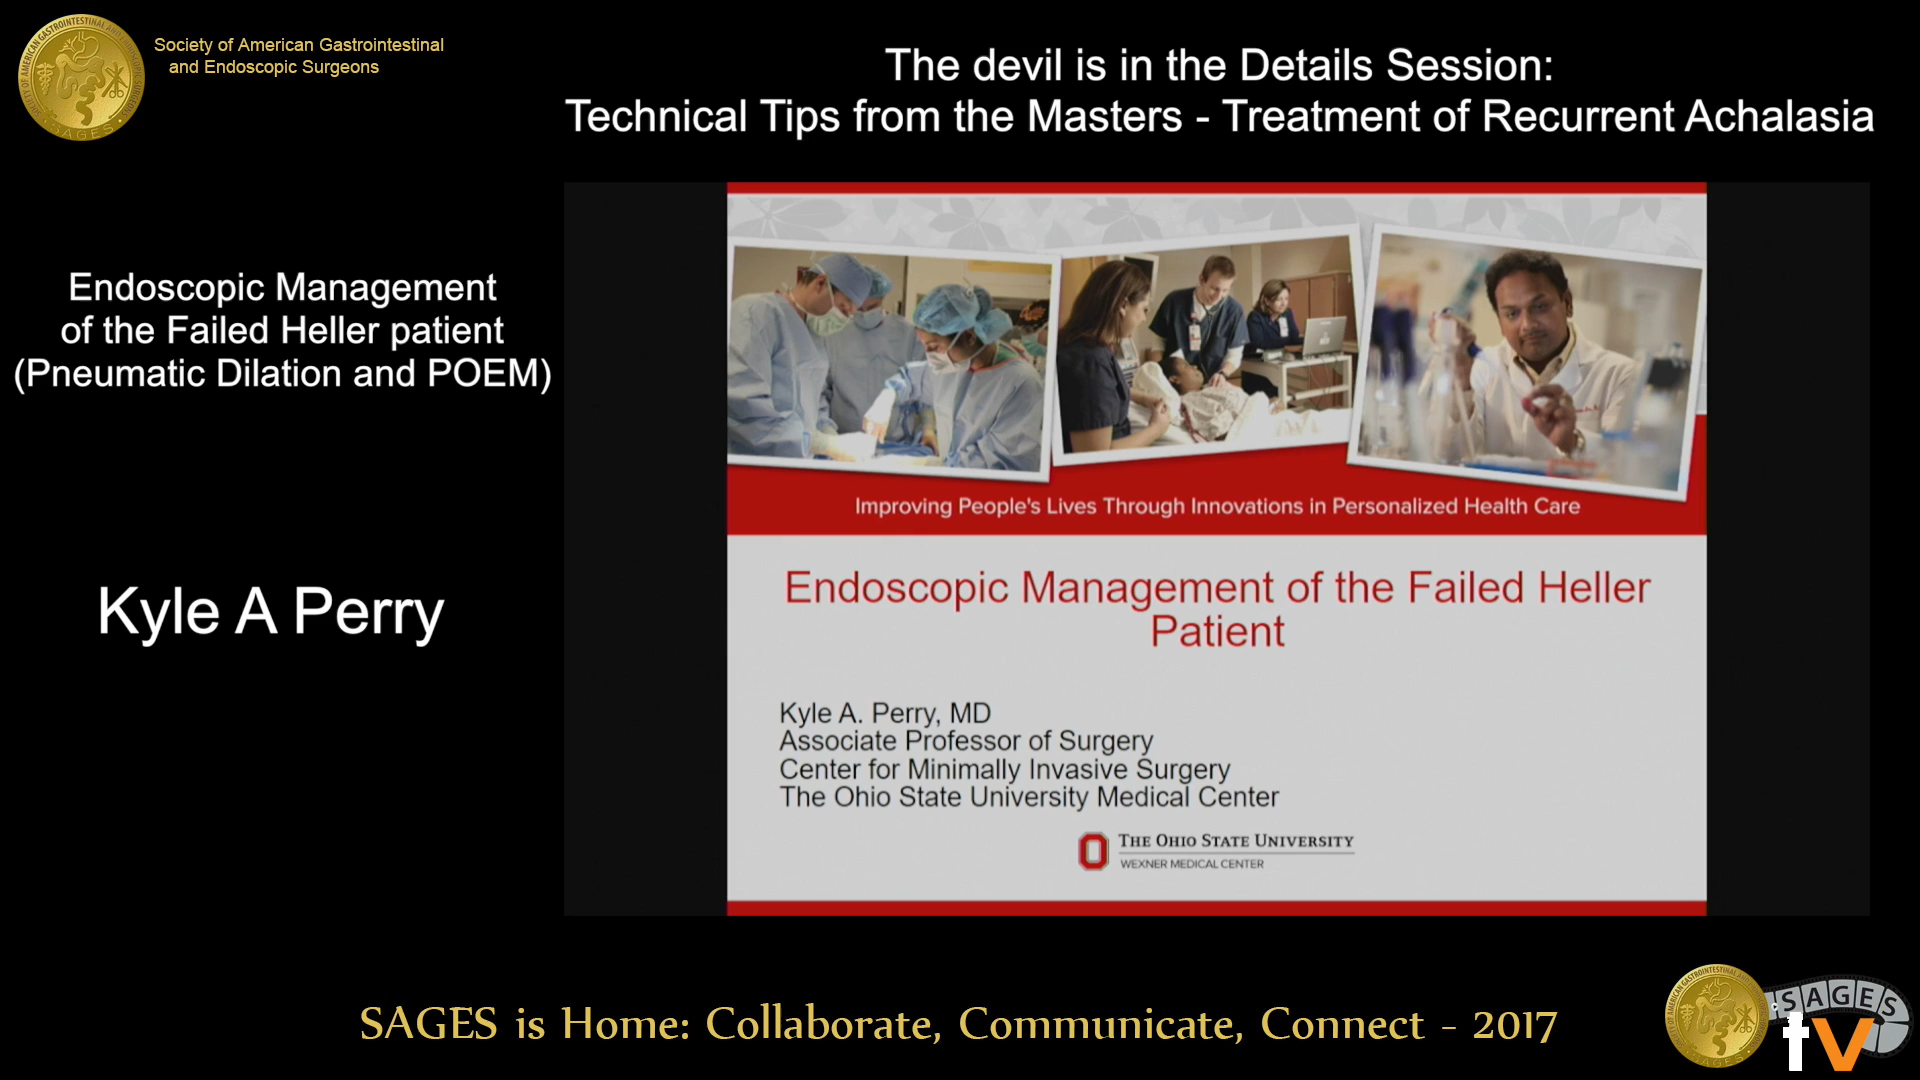 Society of American Gastrointestinal
and Endoscopic Surgeons
SAGES
The devil is in the Details Session:
Technical Tips from the Masters - Treatment of Recurrent Achalasia
Endoscopic Management
of the Failed Heller patient
(Pneumatic Dilation and POEM)
Kyle A Perry
Improving People's Lives Through Innovations in Personalized Health Care
Endoscopic Management of the Failed Heller
Patient
Kyle A. Perry, MD
Associate Professor of Surgery
Center for Minimally Invasive Surgery
The Ohio State University Medical Center
THE OHIO STATE UNIVERSITY
WEXNER MEDICAL CENTER
SAGES is Home: Collaborate, Communicate, Connect - 2017
SAGES
tv